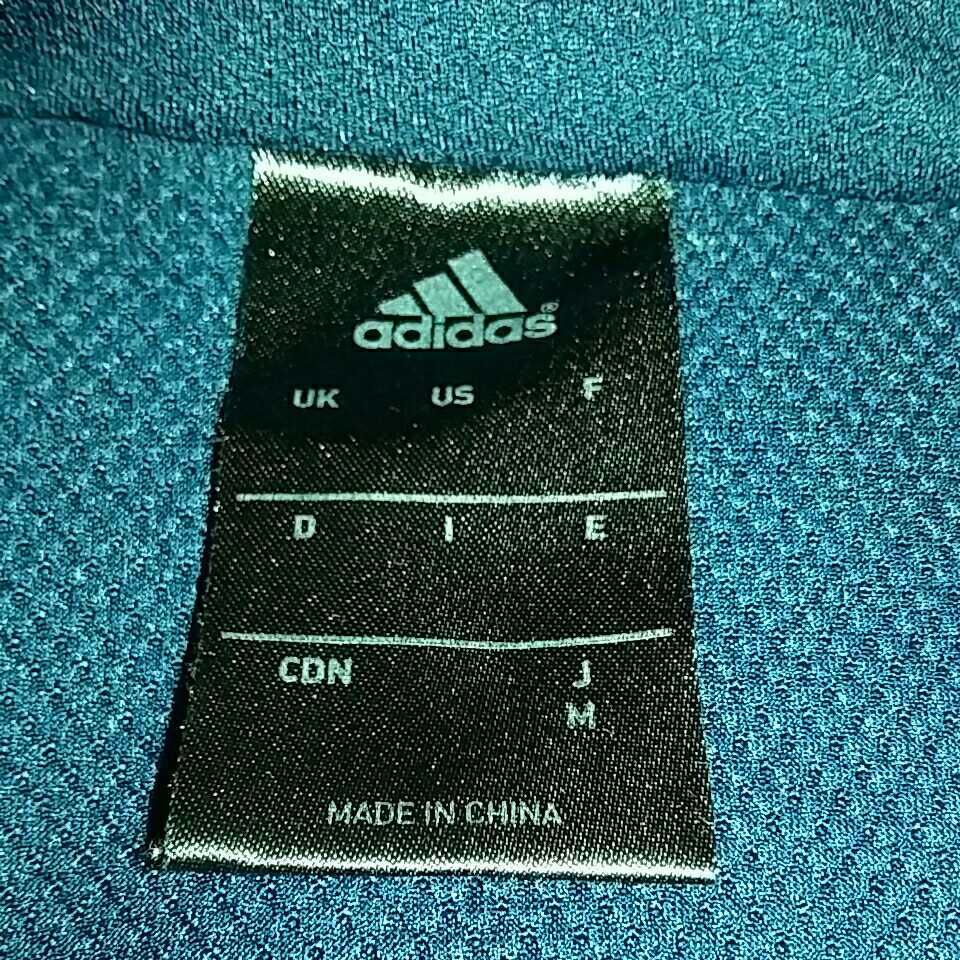 adidas®
UK US F
D I E
CDN J
M
MADE IN CHINA